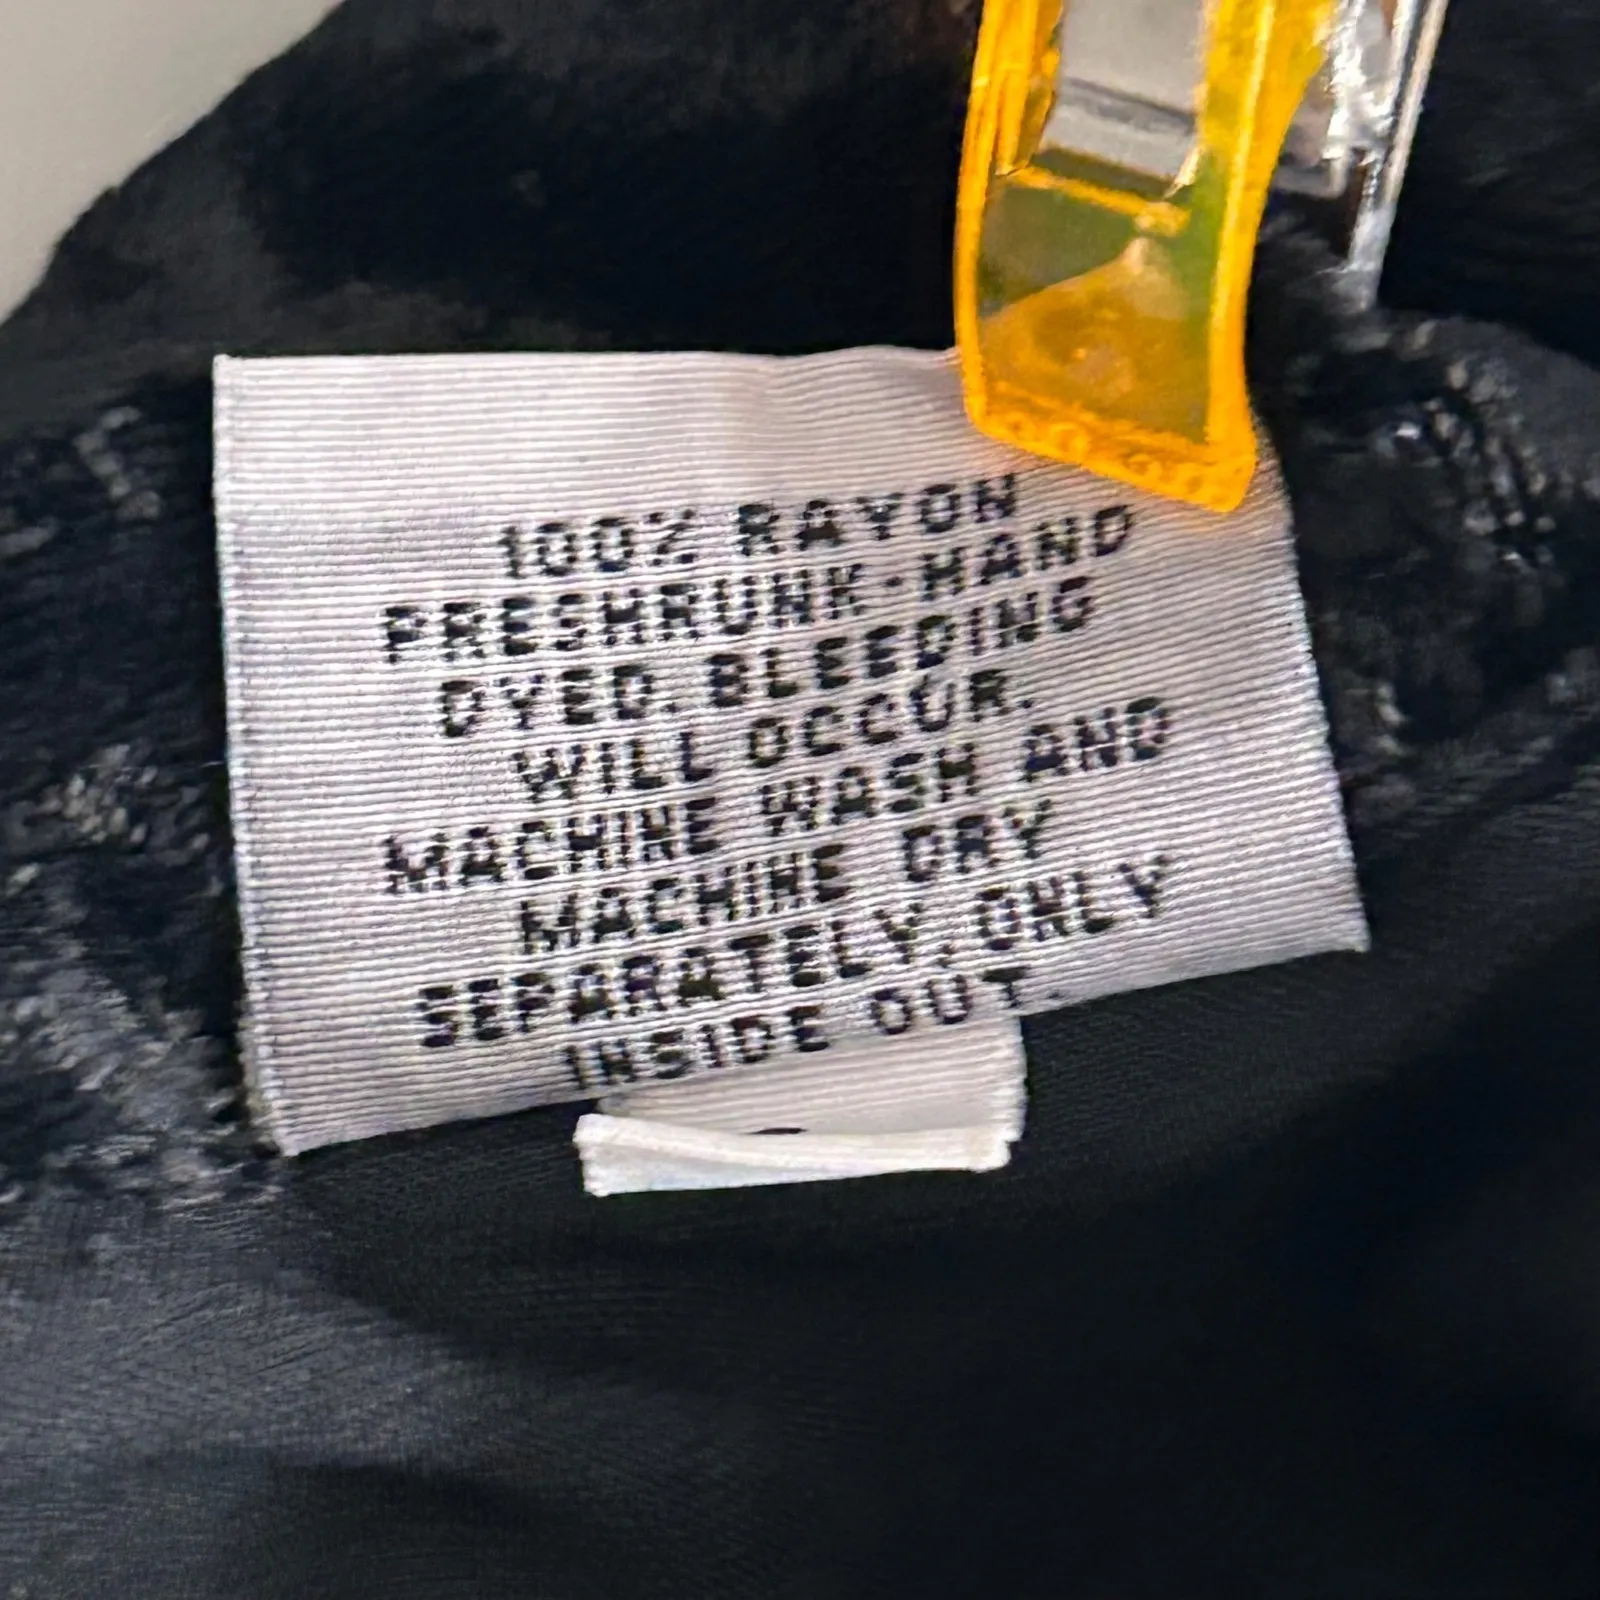 100% RAYON
PRESHRUNK-HAND
DYED. BLEEDING
WILL OCCUR.
MACHINE WASH AND
MACHINE DRY
SEPARATELY, ONLY
INSIDE OUT.